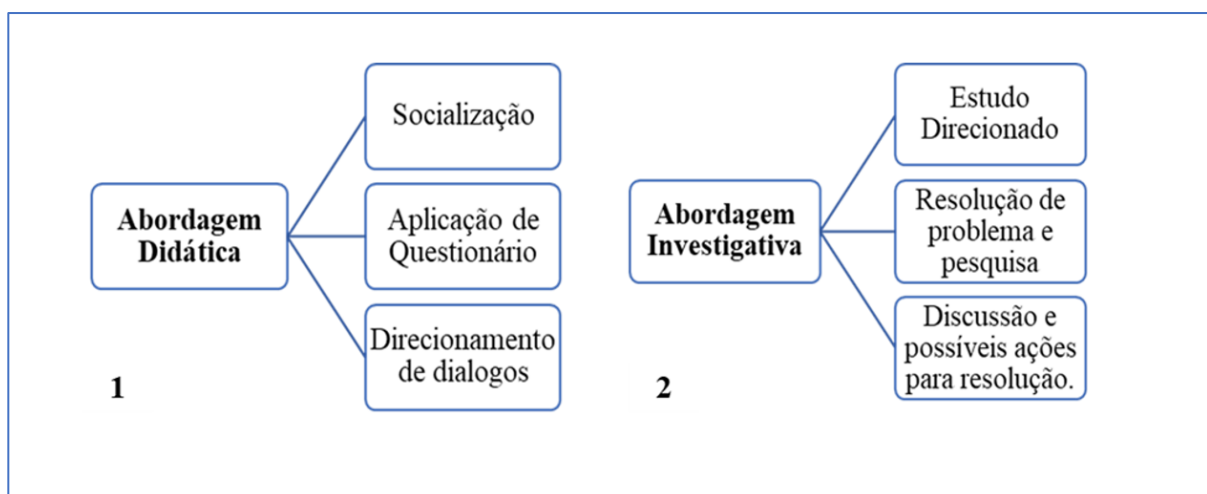 Abordagem
Didática
Socialização
Aplicação de
Questionário
Direcionamento
de dialogos
1
Abordagem
Investigativa
Estudo
Direcionado
Resolução de
problema e
pesquisa
Discussão e
possíveis ações
para resolução.
2